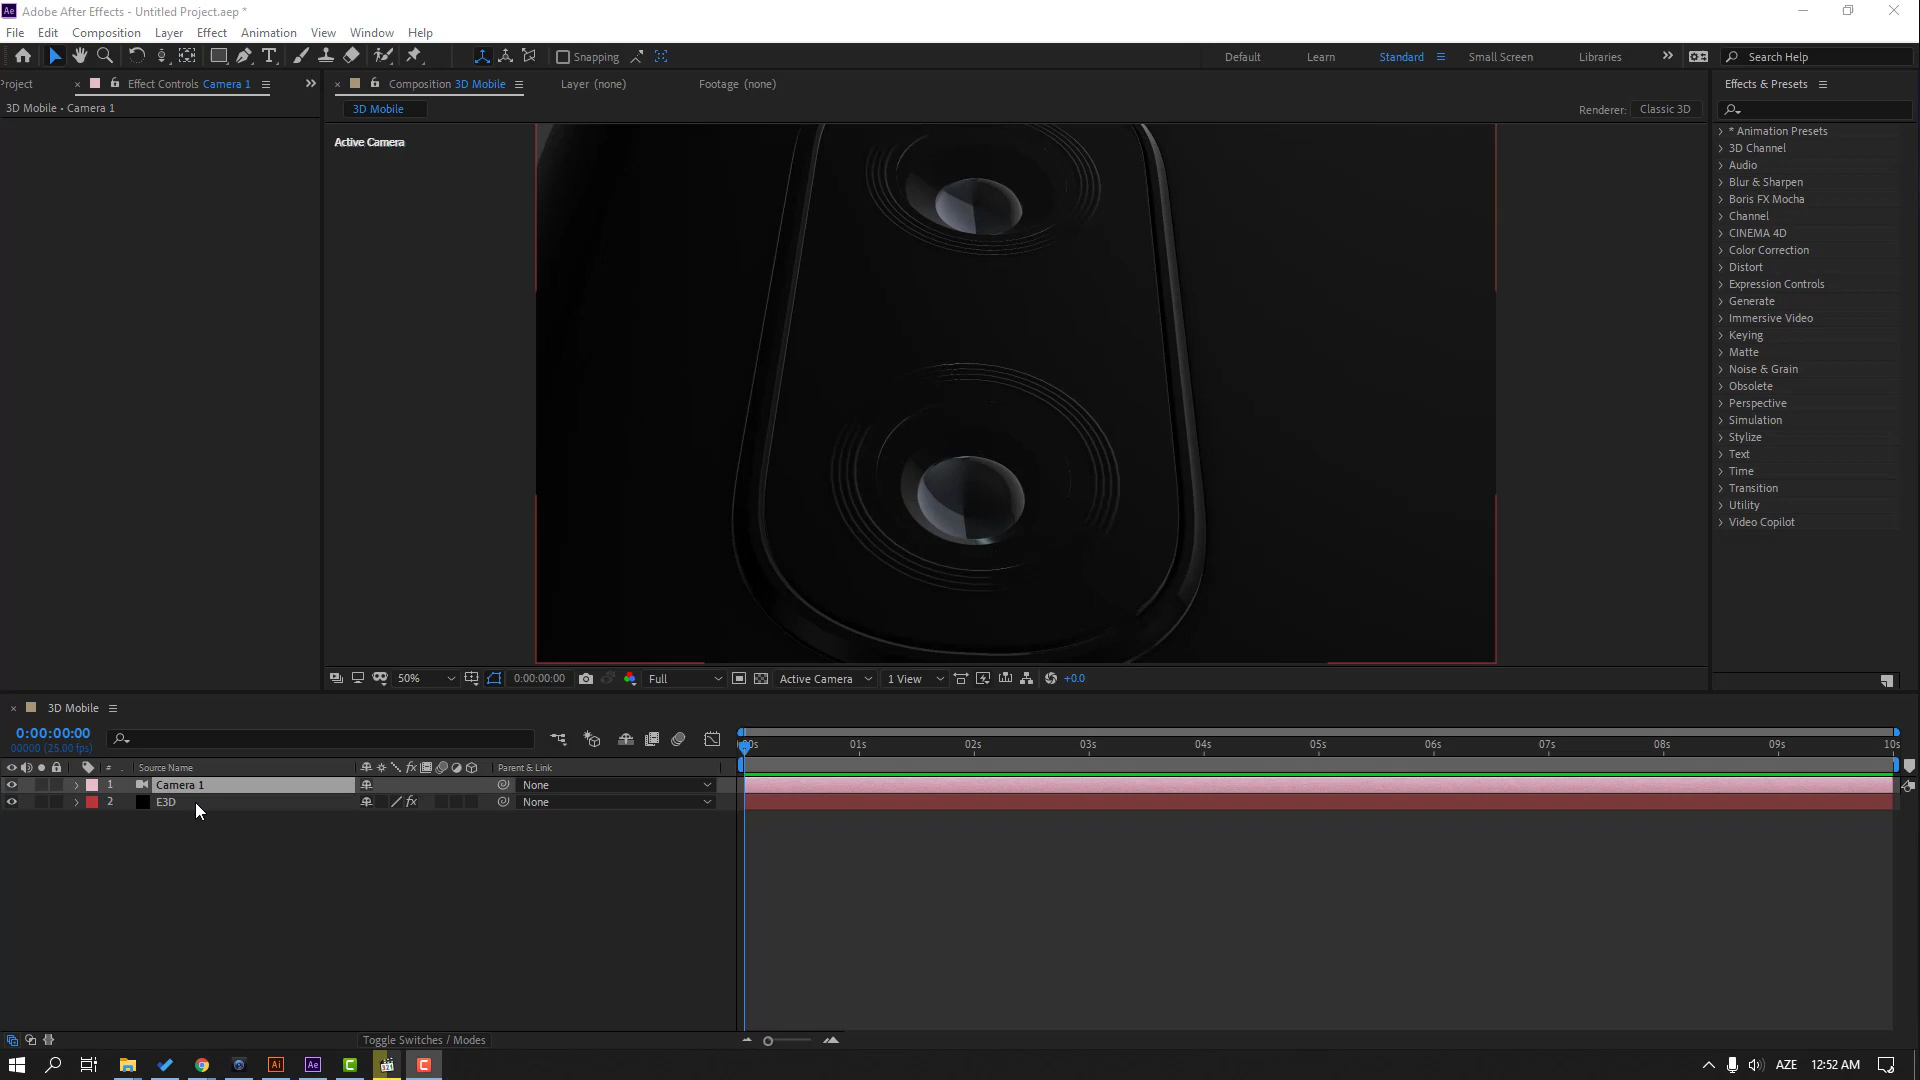 Adobe After Effects - Untitled Project.aep *
File Edit Composition Layer Effect Animation View Window Help
Snapping
Default Learn Standard Small Screen Libraries Search Help
Project Effect Controls Camera 1
Composition 3D Mobile Layer (none) Footage (none)
Effects & Presets
3D Mobile • Camera 1
3D Mobile
Renderer: Classic 3D
Active Camera
* Animation Presets
3D Channel
Audio
Blur & Sharpen
Boris FX Mocha
Channel
CINEMA 4D
Color Correction
Distort
Expression Controls
Generate
Immersive Video
Keying
Matte
Noise & Grain
Obsolete
Perspective
Simulation
Stylize
Text
Time
Transition
Utility
Video Copilot
50% 0:00:00:00 Full Active Camera 1 View +0.0
3D Mobile
0:00:00:00
00000 (25.00 fps)
00s 01s 02s 03s 04s 05s 06s 07s 08s 09s 10s
# Source Name Parent & Link
1 Camera 1 None
2 E3D None
Toggle Switches / Modes
AZE 12:52 AM